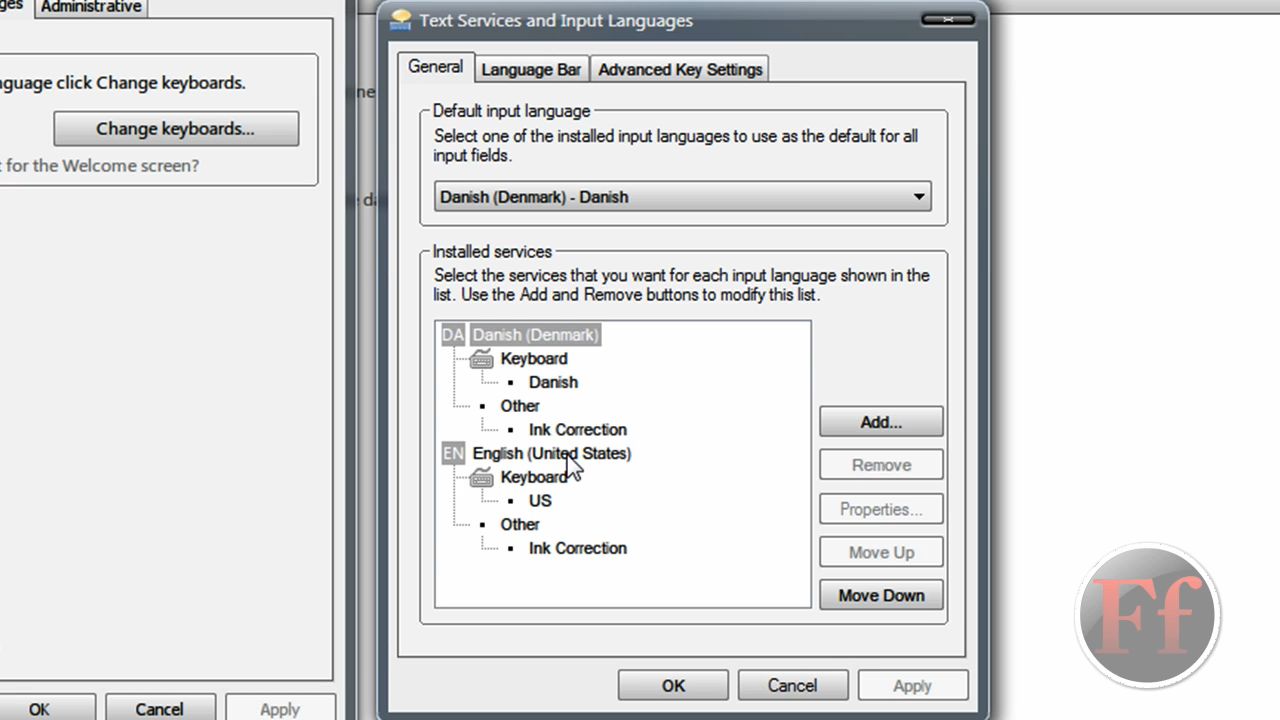 Administrative
nguage click Change keyboards.
Change keyboards...
t for the Welcome screen?
OK
Cancel
Apply
Text Services and Input Languages
General
Language Bar
Advanced Key Settings
Default input language
Select one of the installed input languages to use as the default for all
input fields.
Danish (Denmark) - Danish
Installed services
Select the services that you want for each input language shown in the
list. Use the Add and Remove buttons to modify this list.
DA Danish (Denmark)
Keyboard
Danish
Other
Ink Correction
EN English (United States)
Keyboard
US
Other
Ink Correction
Add...
Remove
Properties...
Move Up
Move Down
OK
Cancel
Apply
Ff